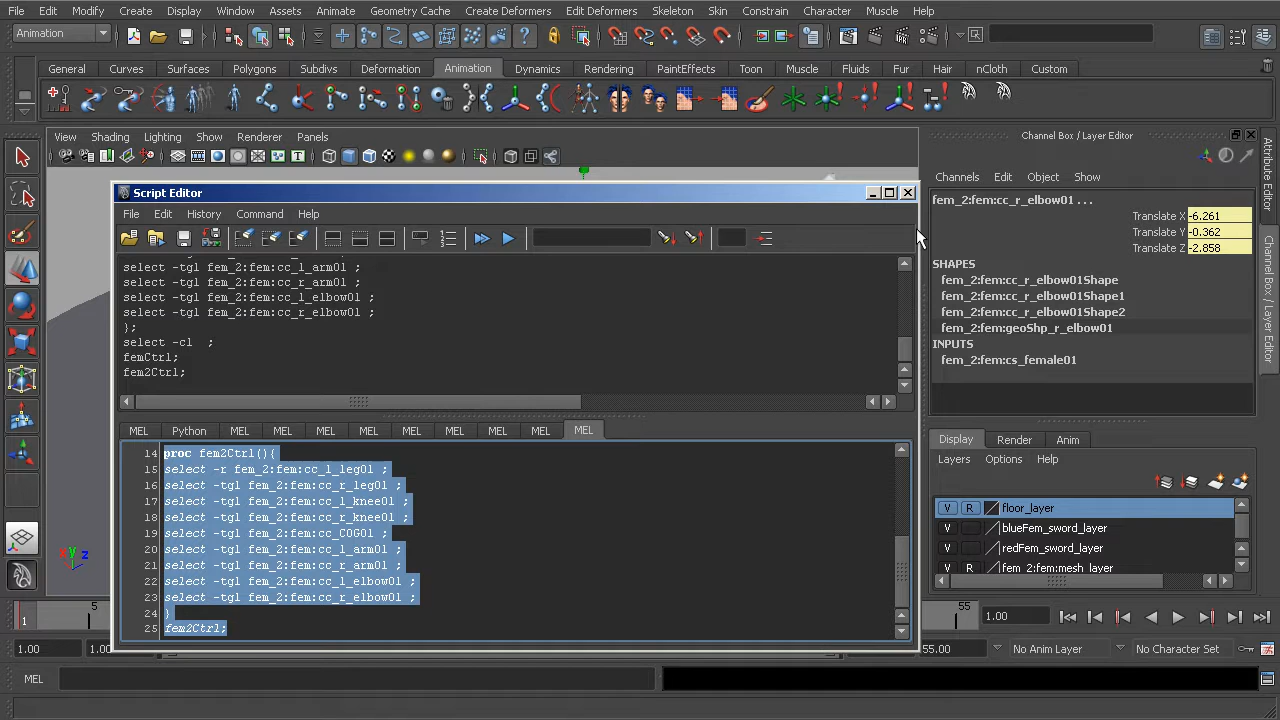 File Edit Modify Create Display Window Assets Animate Geometry Cache Create Deformers Edit Deformers Skeleton Skin Constrain Character Muscle Help
Animation
General Curves Surfaces Polygons Subdivs Deformation Animation Dynamics Rendering PaintEffects Toon Muscle Fluids Fur Hair nCloth Custom
View Shading Lighting Show Renderer Panels
Channel Box / Layer Editor
Channels Edit Object Show
fem_2:fem:cc_r_elbow01 ...
Translate X -6.261
Translate Y -0.362
Translate Z -2.858
SHAPES
fem_2:fem:cc_r_elbow01Shape
fem_2:fem:cc_r_elbow01Shape1
fem_2:fem:cc_r_elbow01Shape2
fem_2:fem:geoShp_r_elbow01
INPUTS
fem_2:fem:cs_female01
Attribute Editor
Channel Box / Layer Editor
Script Editor
File Edit History Command Help
select -tgl fem_2:fem:cc_l_arm01 ;
select -tgl fem_2:fem:cc_r_arm01 ;
select -tgl fem_2:fem:cc_l_elbow01 ;
select -tgl fem_2:fem:cc_r_elbow01 ;
};
select -cl  ;
femCtrl;
fem2Ctrl;
MEL Python MEL MEL MEL MEL MEL MEL MEL MEL MEL
14 proc fem2Ctrl(){
15 select -r fem_2:fem:cc_l_leg01 ;
16 select -tgl fem_2:fem:cc_r_leg01 ;
17 select -tgl fem_2:fem:cc_l_knee01 ;
18 select -tgl fem_2:fem:cc_r_knee01 ;
19 select -tgl fem_2:fem:cc_COG01 ;
20 select -tgl fem_2:fem:cc_l_arm01 ;
21 select -tgl fem_2:fem:cc_r_arm01 ;
22 select -tgl fem_2:fem:cc_l_elbow01 ;
23 select -tgl fem_2:fem:cc_r_elbow01 ;
24 }
25 fem2Ctrl;
Display Render Anim
Layers Options Help
V R floor_layer
V blueFem_sword_layer
V redFem_sword_layer
V R fem_2:fem:mesh_layer
x y z
1 5 55 1.00
1.00 1.00 55.00 No Anim Layer No Character Set
MEL